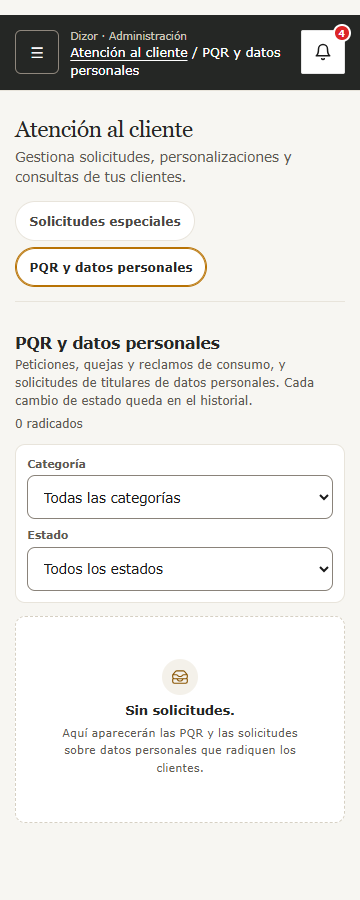 Dizor · Administración
Atención al cliente / PQR y datos
personales
4
Atención al cliente
Gestiona solicitudes, personalizaciones y
consultas de tus clientes.
Solicitudes especiales
PQR y datos personales
PQR y datos personales
Peticiones, quejas y reclamos de consumo, y
solicitudes de titulares de datos personales. Cada
cambio de estado queda en el historial.
0 radicados
Categoría
Todas las categorías
Estado
Todos los estados
Sin solicitudes.
Aquí aparecerán las PQR y las solicitudes
sobre datos personales que radiquen los
clientes.